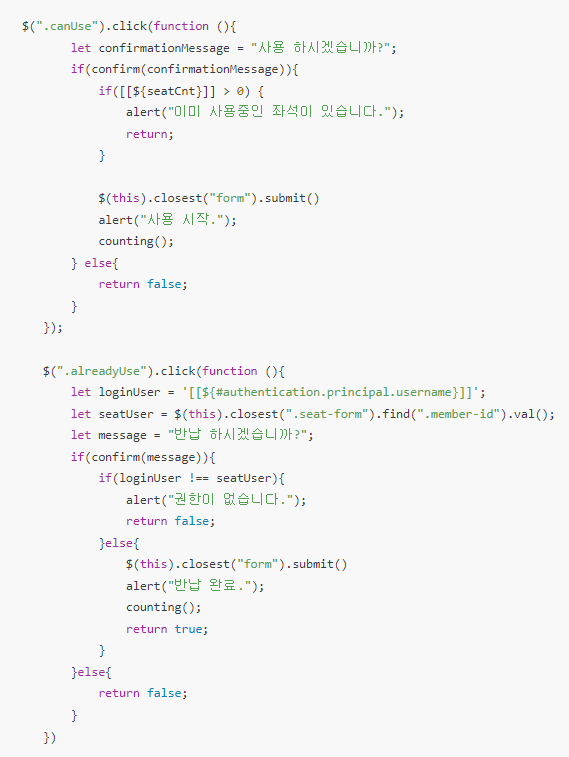 $(".canUse").click(function (){
let confirmationMessage = "사용 하시겠습니까?";
if(confirm(confirmationMessage)){
if([[${seatCnt}]] > 0) {
alert("이미 사용중인 좌석이 있습니다.");
return;
}
$(this).closest("form").submit()
alert("사용 시작.");
counting();
} else{
return false;
}
});
$(".alreadyUse").click(function (){
let loginUser = '[[${#authentication.principal.username}]]';
let seatUser = $(this).closest(".seat-form").find(".member-id").val();
let message = "반납 하시겠습니까?";
if(confirm(message)){
if(loginUser !== seatUser){
alert("권한이 없습니다.");
return false;
}else{
$(this).closest("form").submit()
alert("반납 완료.");
counting();
return true;
}
}else{
return false;
}
})